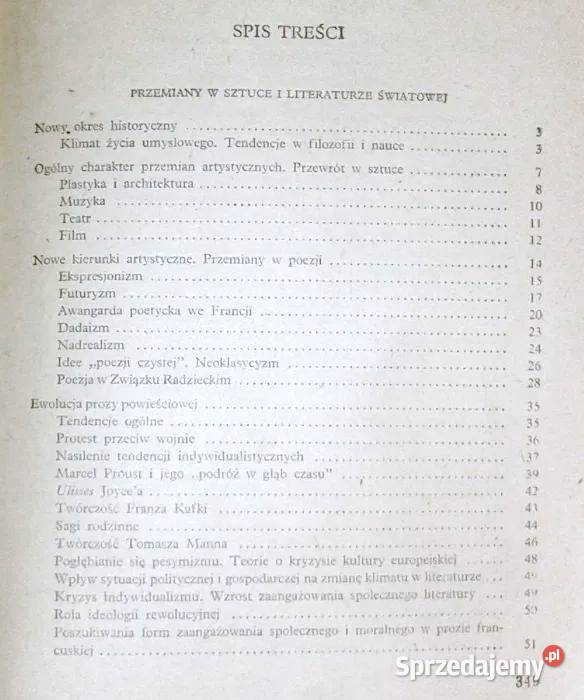 SPIS TREŚCI
PRZEMIANY W SZTUCE I LITERATURZE ŚWIATOWEJ
Nowy okres historyczny 3
Klimat życia umysłowego. Tendencje w filozofii i nauce 3
Ogólny charakter przemian artystycznych. Przewrót w sztuce 7
Plastyka i architektura 8
Muzyka 10
Teatr 11
Film 12
Nowe kierunki artystyczne. Przemiany w poezji 14
Ekspresjonizm 15
Futuryzm 17
Awangarda poetycka we Francji 20
Dadaizm 23
Nadrealizm 24
Idee „poezji czystej". Neoklasycyzm 26
Poezja w Związku Radzieckim 28
Ewolucja prozy powieściowej 35
Tendencje ogólne 35
Protest przeciw wojnie 36
Nasilenie tendencji indywidualistycznych 37
Marcel Proust i jego „podróż w głąb czasu" 39
Ulisses Joyce'a 42
Twórczość Franza Kafki 43
Sagi rodzinne 44
Twórczość Tomasza Manna 46
Pogłębianie się pesymizmu. Teorie o kryzysie kultury europejskiej 48
Wpływ sytuacji politycznej i gospodarczej na zmianę klimatu w literaturze 49
Kryzys indywidualizmu. Wzrost zaangażowania społecznego literatury 49
Rola ideologii rewolucyjnej 50
Poszukiwania form zaangażowania społecznego i moralnego w prozie fran-
cuskiej 51
349
Sprzedajemy.pl